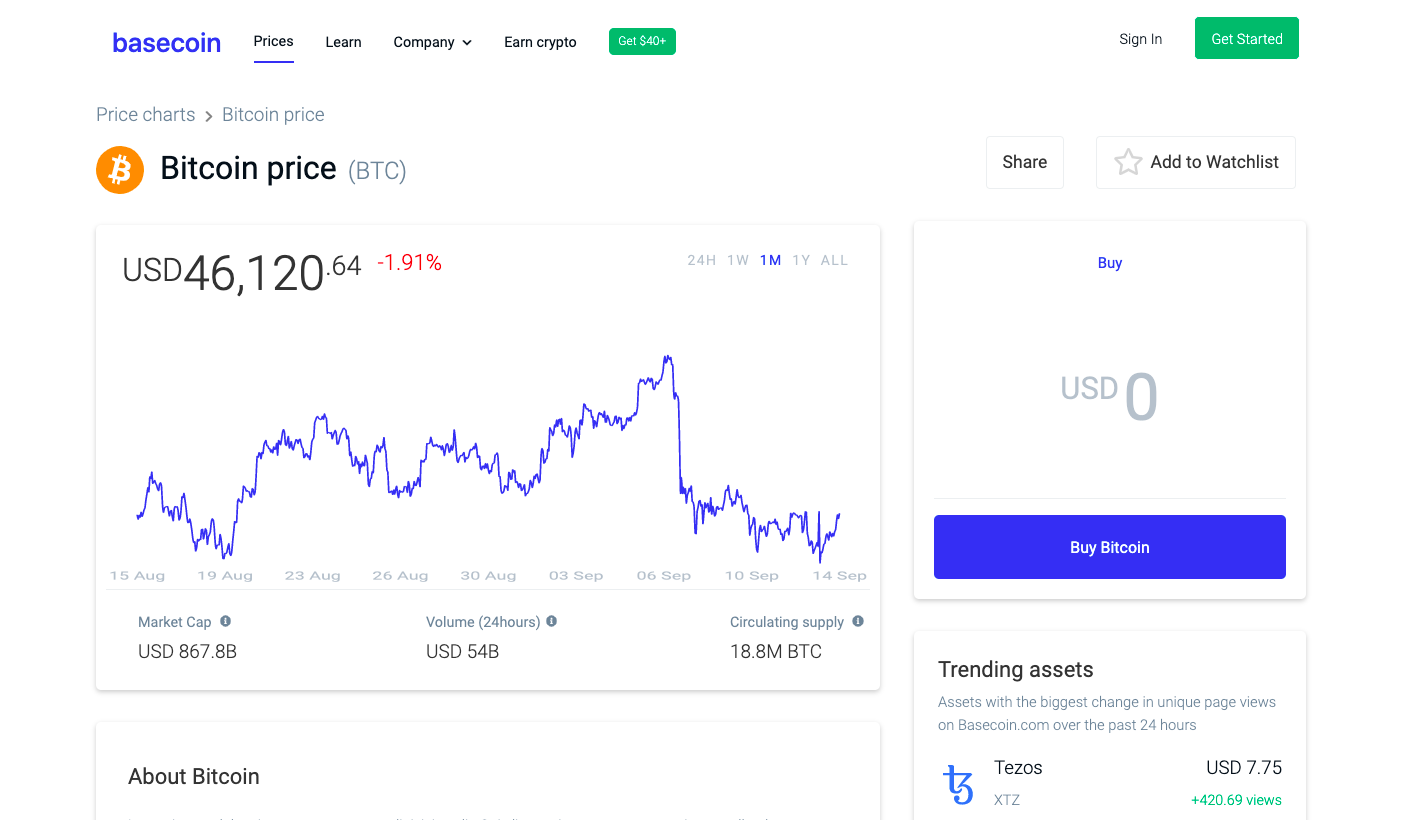 basecoin
Prices
Learn
Company
Earn crypto
Get $40+
Sign In
Get Started
Price charts
Bitcoin price
Bitcoin price (BTC)
Share
Add to Watchlist
USD46,120.64 -1.91%
24H 1W 1M 1Y ALL
15 Aug 19 Aug 23 Aug 26 Aug 30 Aug 03 Sep 06 Sep 10 Sep 14 Sep
Market Cap
USD 867.8B
Volume (24hours)
USD 54B
Circulating supply
18.8M BTC
About Bitcoin
Buy
USD 0
Buy Bitcoin
Trending assets
Assets with the biggest change in unique page views
on Basecoin.com over the past 24 hours
Tezos USD 7.75
XTZ +420.69 views